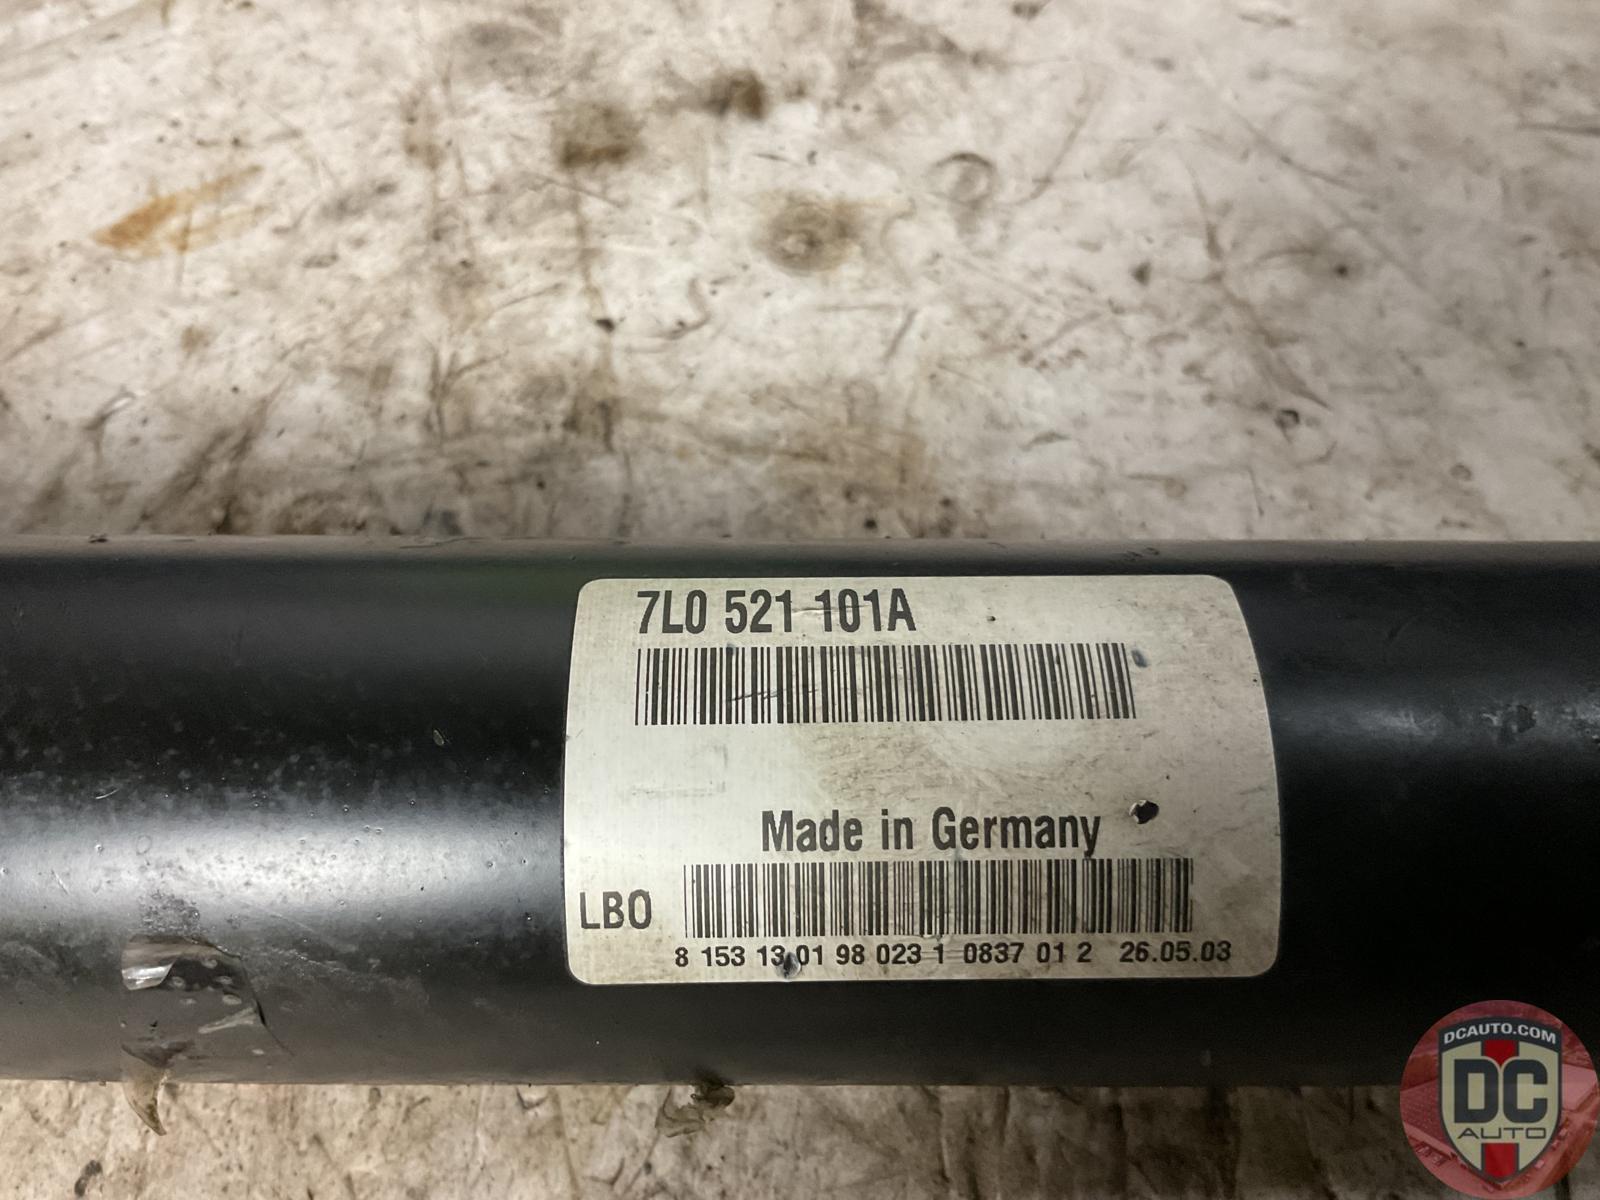 7L0 521 101A
Made in Germany
LBO
8 153 13 01 98 023 1 0837 01 2 26.05.03
DCAUTO.COM
DC
AUTO